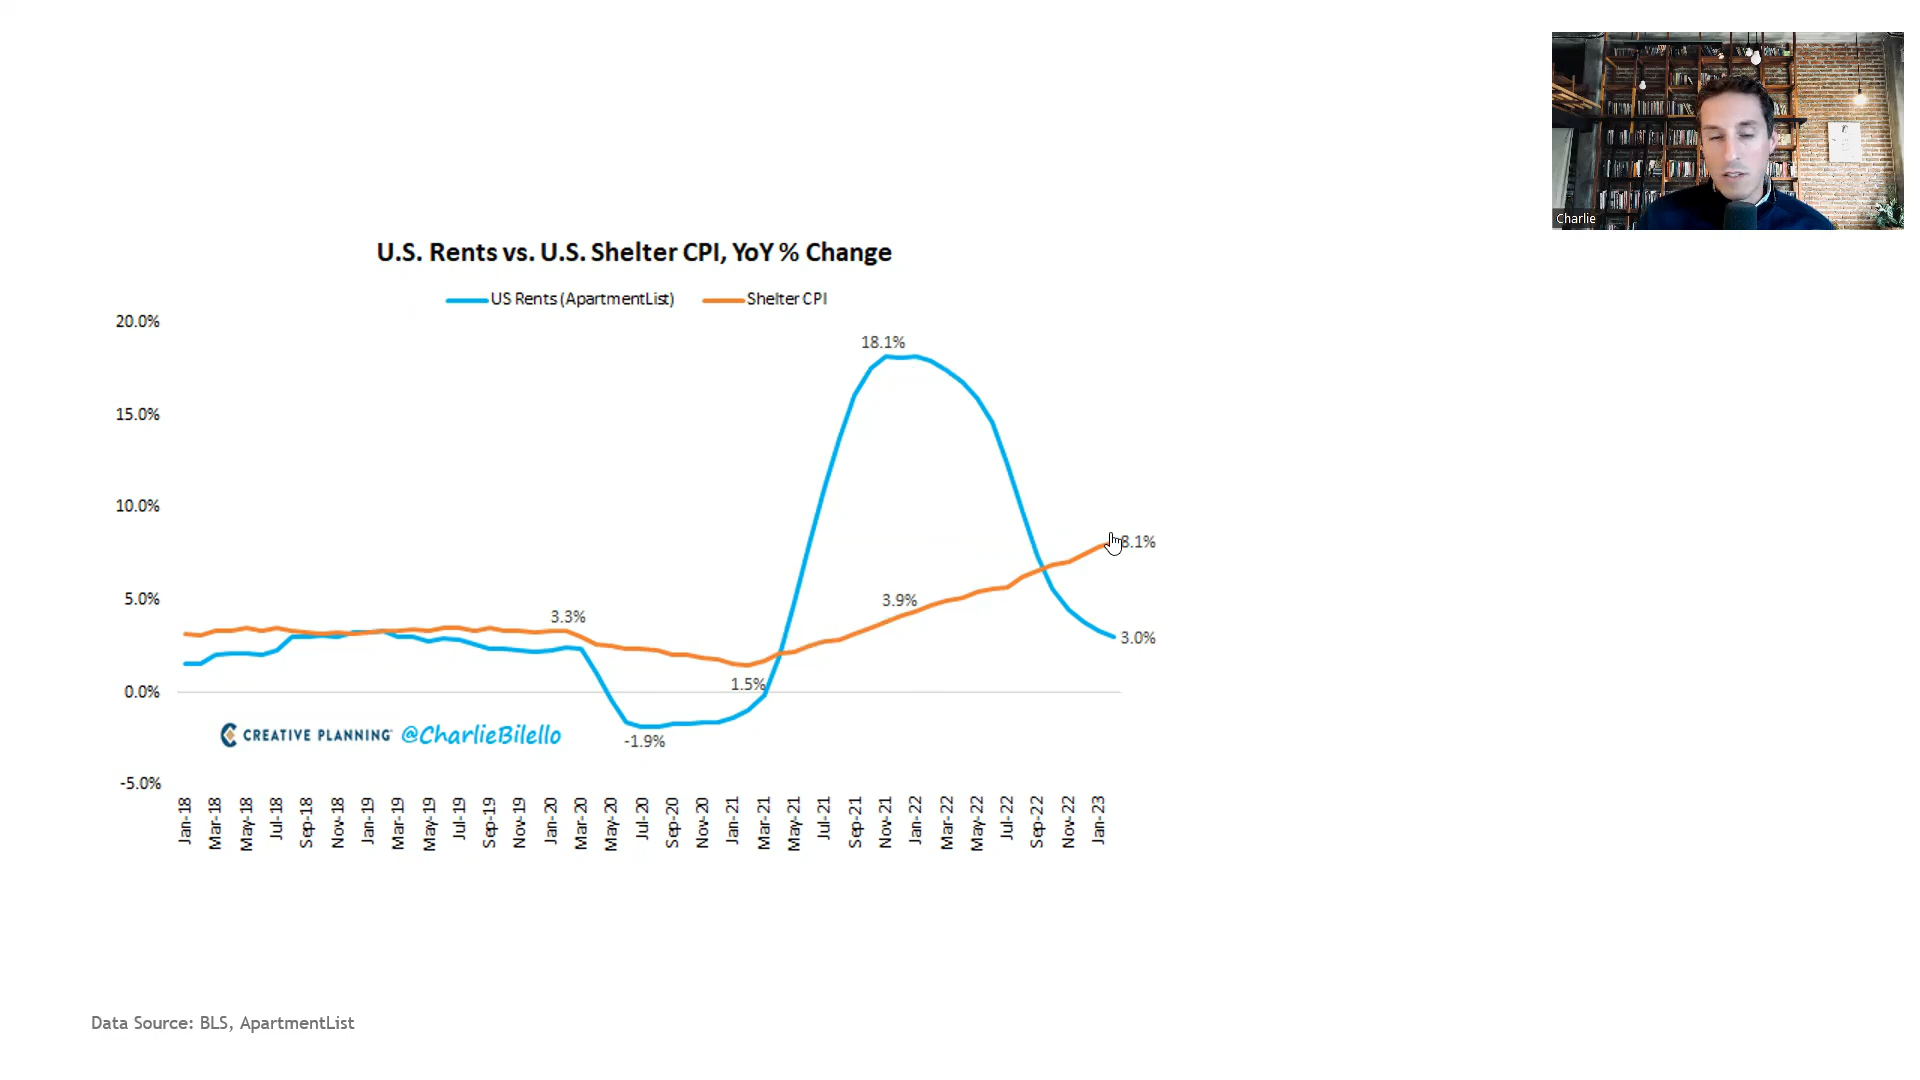 Charlie
U.S. Rents vs. U.S. Shelter CPI, YoY % Change
US Rents (ApartmentList) Shelter CPI
20.0%
15.0%
10.0%
5.0%
0.0%
-5.0%
18.1%
8.1%
3.9%
3.3%
3.0%
1.5%
-1.9%
CREATIVE PLANNING @CharlieBilello
Jan-18 Mar-18 May-18 Jul-18 Sep-18 Nov-18 Jan-19 Mar-19 May-19 Jul-19 Sep-19 Nov-19 Jan-20 Mar-20 May-20 Jul-20 Sep-20 Nov-20 Jan-21 Mar-21 May-21 Jul-21 Sep-21 Nov-21 Jan-22 Mar-22 May-22 Jul-22 Sep-22 Nov-22 Jan-23
Data Source: BLS, ApartmentList